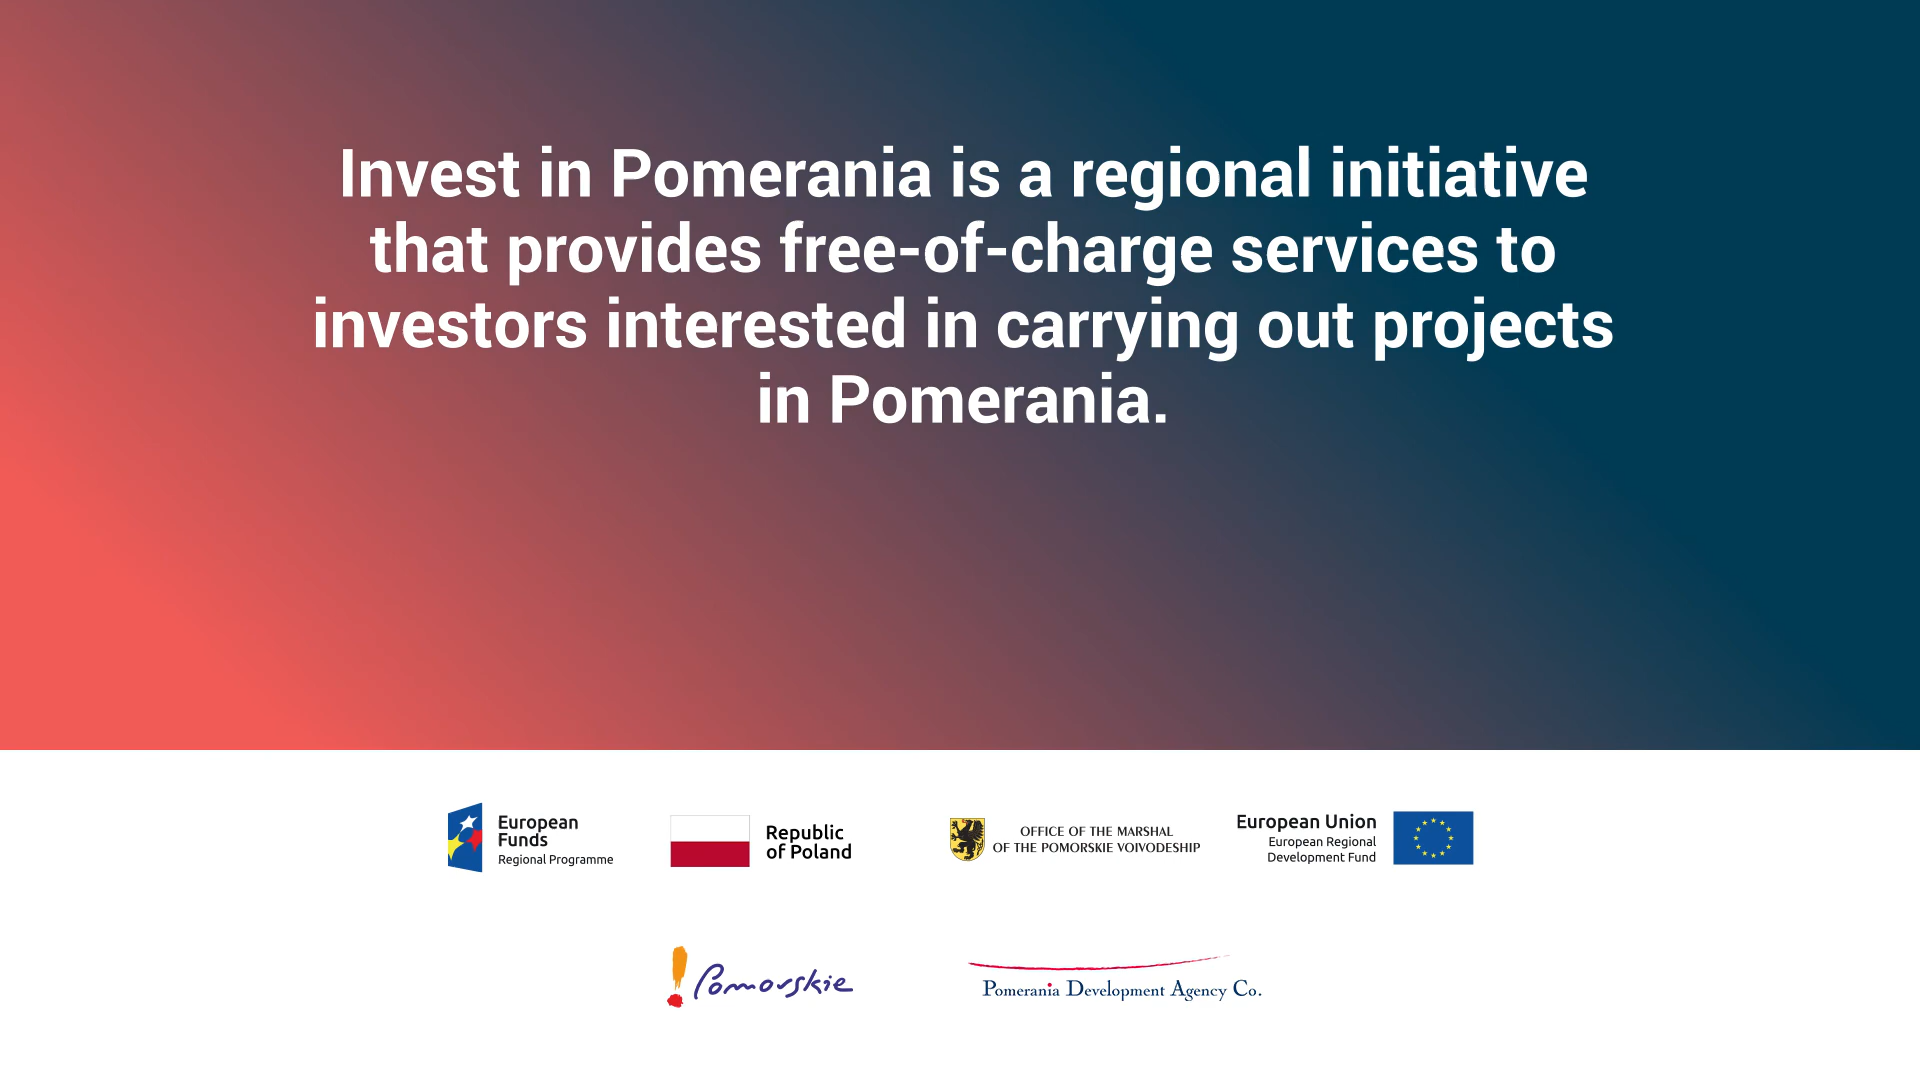 Invest in Pomerania is a regional initiative
that provides free-of-charge services to
investors interested in carrying out projects
in Pomerania.
European
Funds
Regional Programme
Republic
of Poland
OFFICE OF THE MARSHAL
OF THE POMORSKIE VOIVODESHIP
European Union
European Regional
Development Fund
Pomorskie
Pomerania Development Agency Co.